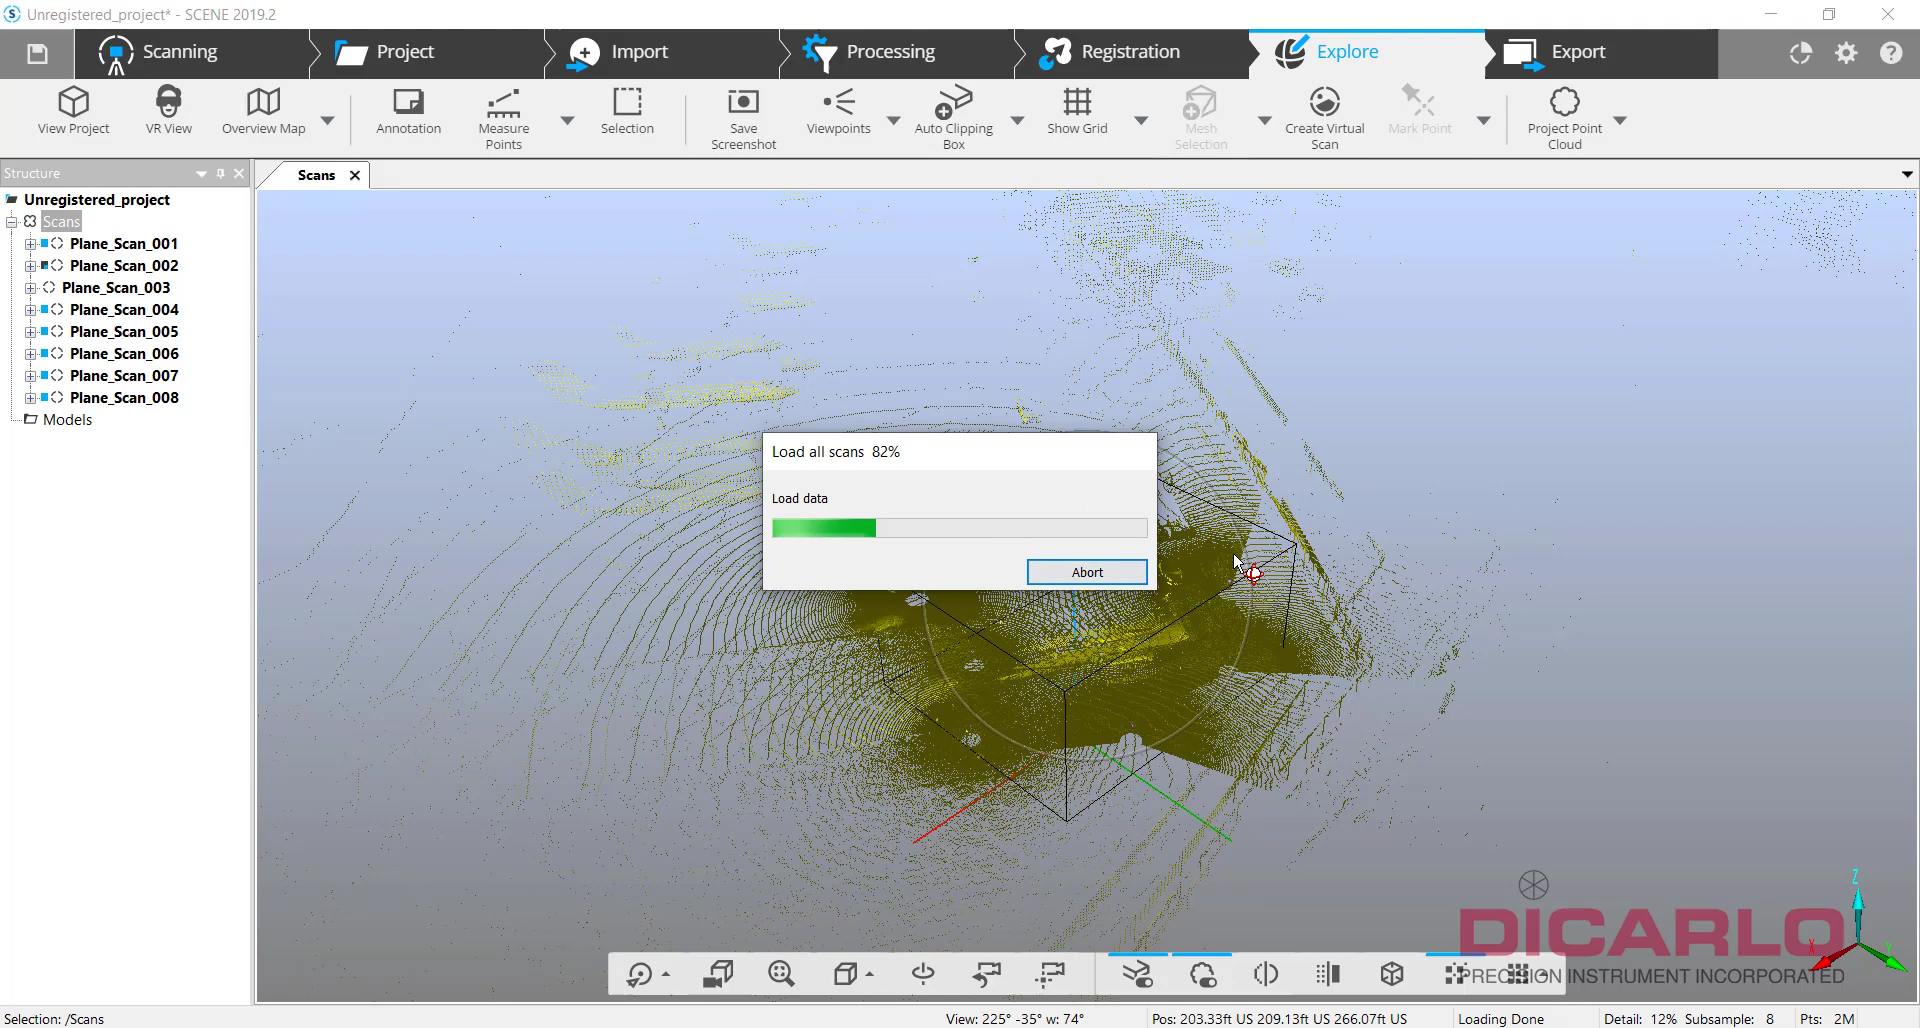 Unregistered_project* - SCENE 2019.2
Scanning
Project
Import
Processing
Registration
Explore
Export
View Project
VR View
Overview Map
Annotation
Measure
Points
Selection
Save
Screenshot
Viewpoints
Auto Clipping
Box
Show Grid
Mesh
Selection
Create Virtual
Scan
Mark Point
Project Point
Cloud
Structure
Scans
Unregistered_project
Scans
Plane_Scan_001
Plane_Scan_002
Plane_Scan_003
Plane_Scan_004
Plane_Scan_005
Plane_Scan_006
Plane_Scan_007
Plane_Scan_008
Models
Load all scans 82%
Load data
Abort
Z
X
Y
DICARLO
PRECISION INSTRUMENT INCORPORATED
Selection: /Scans
View: 225° -35° w: 74°
Pos: 203.33ft US 209.13ft US 266.07ft US
Loading Done
Detail: 12% Subsample: 8
Pts: 2M